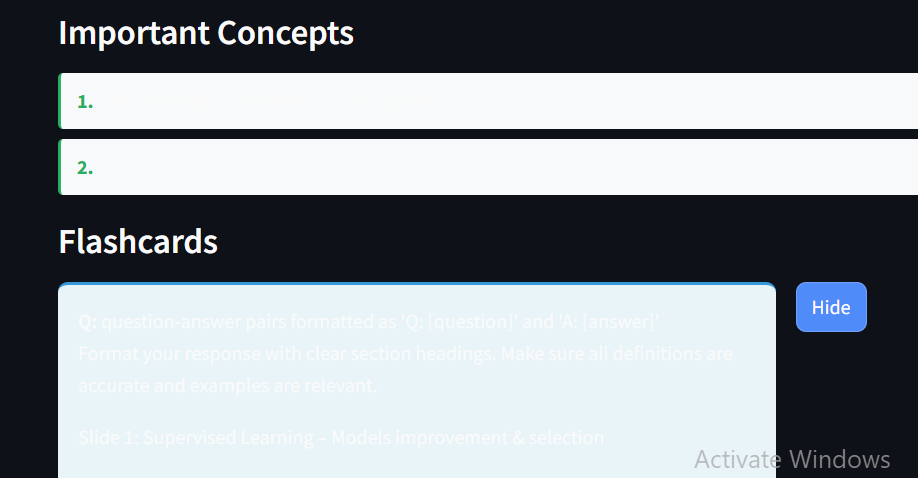 Important Concepts
1.
2.
Flashcards
Q: question-answer pairs formatted as 'Q: [question]' and 'A: [answer]'
Format your response with clear section headings. Make sure all definitions are
accurate and examples are relevant.
Slide 1: Supervised Learning – Models improvement & selection
Hide
Activate Windows